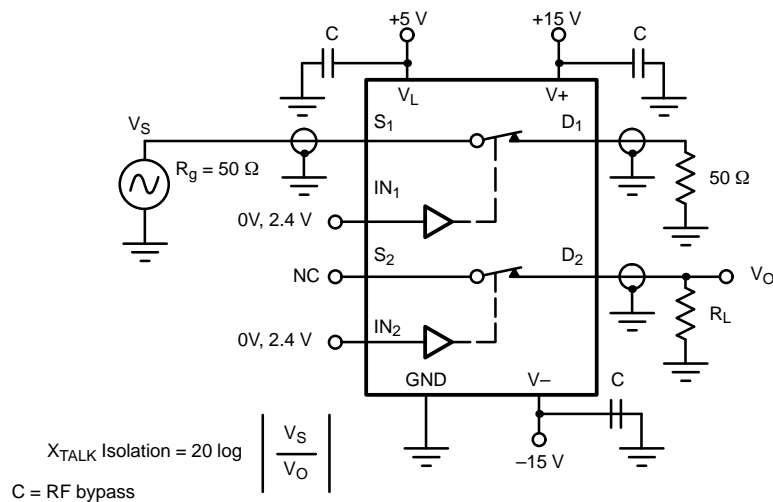 +5 V
+15 V
C
C
V_L
V+
V_S
S_1
D_1
R_g = 50 Ω
50 Ω
IN_1
0V, 2.4 V
S_2
D_2
NC
V_O
R_L
IN_2
0V, 2.4 V
GND
V–
C
–15 V
X_TALK Isolation = 20 log | V_S / V_O |
C = RF bypass